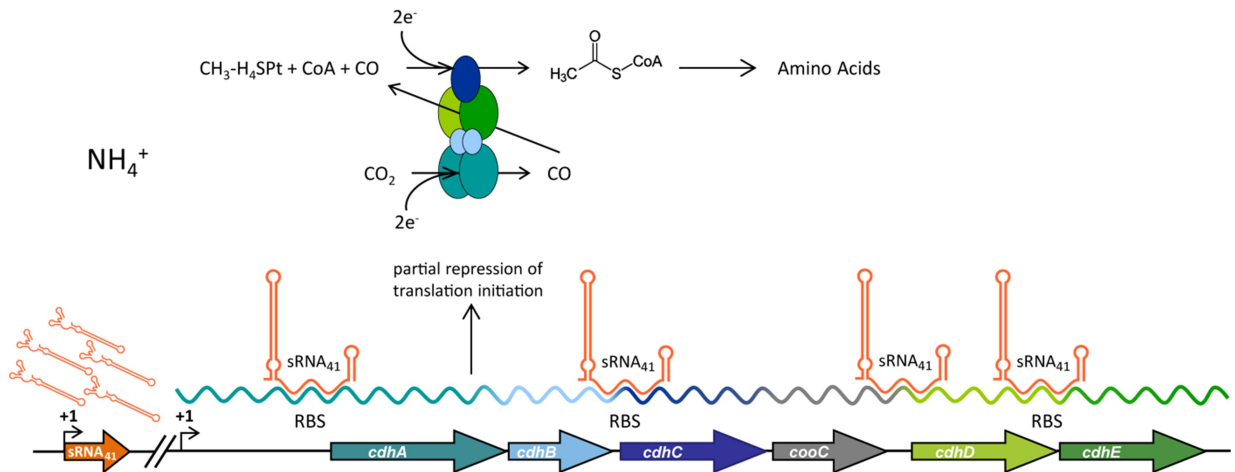 2e⁻
CH₃-H₄SPt + CoA + CO
O
H₃C
S
CoA
Amino Acids
NH₄⁺
CO₂
CO
2e⁻
partial repression of
translation initiation
sRNA₄₁
sRNA₄₁
sRNA₄₁
sRNA₄₁
+1
+1
RBS
RBS
RBS
sRNA₄₁
cdhA
cdhB
cdhC
cooC
cdhD
cdhE